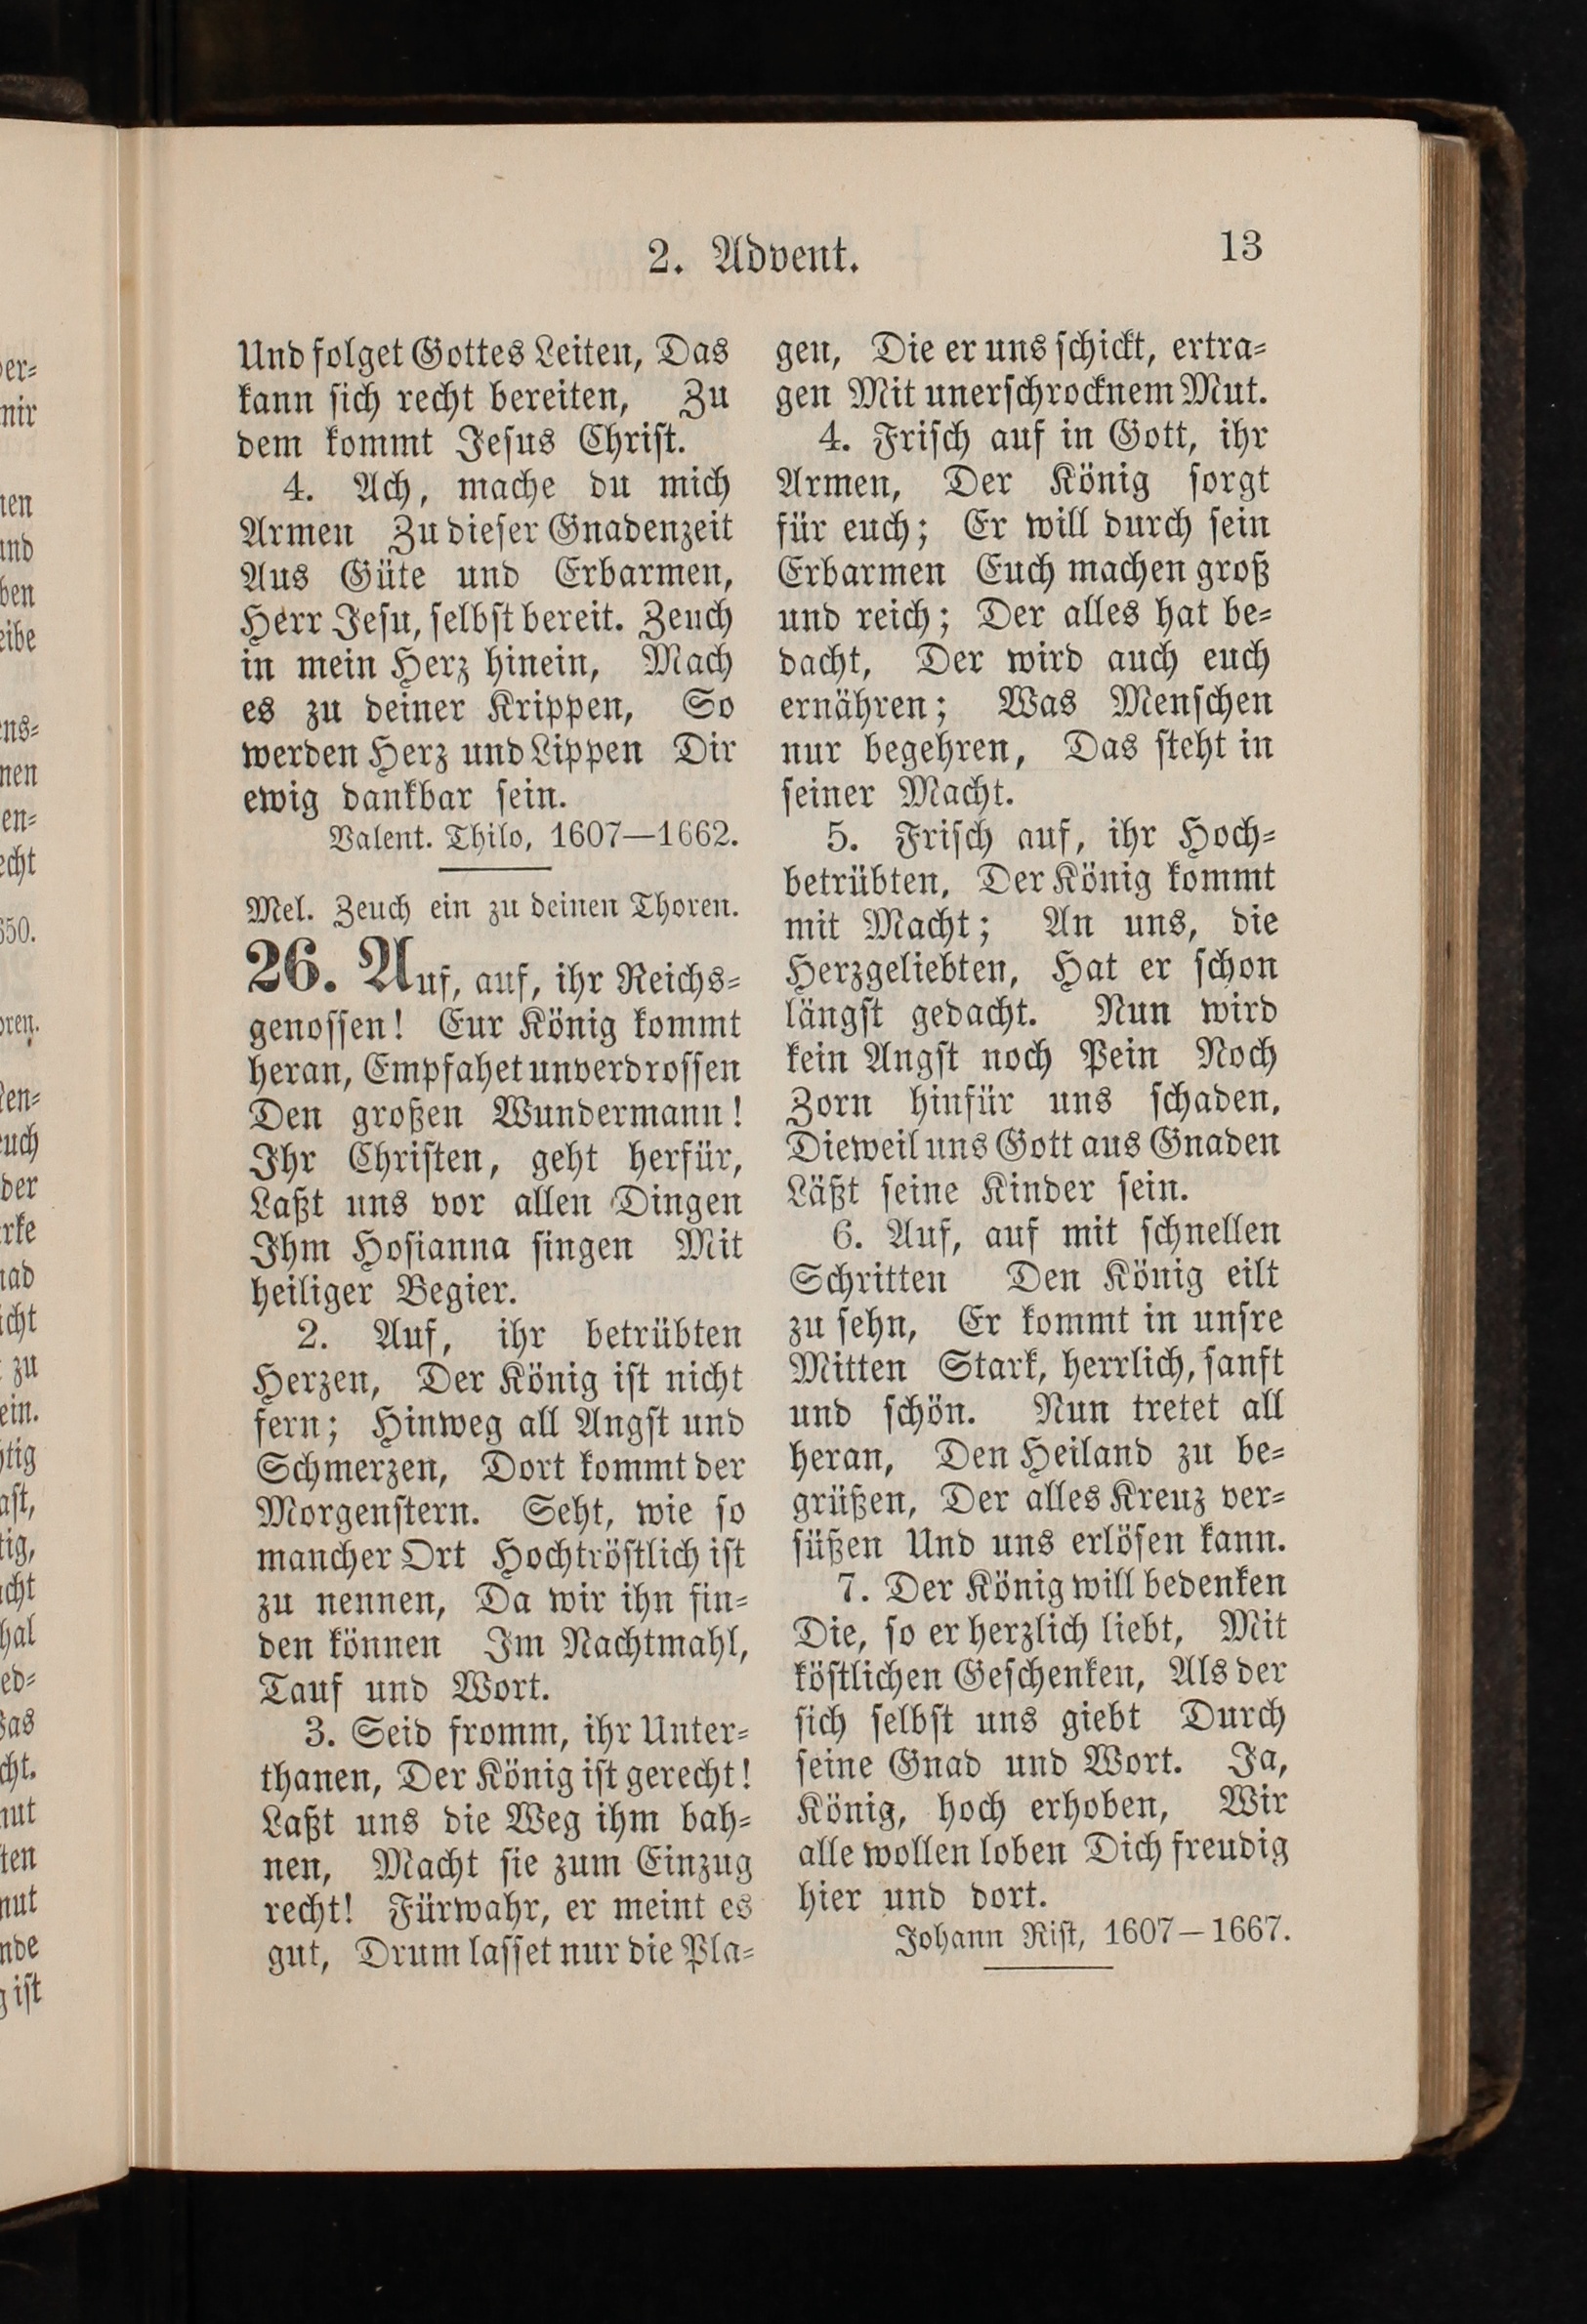 2. Advent.
13
Und folget Gottes Leiten, Das
kann sich recht bereiten, Zu
dem kommt Jesus Christ.
4. Ach, mache du mich
Armen Zu dieser Gnadenzeit
Aus Güte und Erbarmen,
Herr Jesu, selbst bereit. Zeuch
in mein Herz hinein, Mach
es zu deiner Krippen, So
werden Herz und Lippen Dir
ewig dankbar sein.
Valent. Thilo, 1607—1662.
Mel. Zeuch ein zu deinen Thoren.
26. Auf, auf, ihr Reichs-
genossen! Eur König kommt
heran, Empfahet unverdrossen
Den großen Wundermann!
Ihr Christen, geht herfür,
Laßt uns vor allen Dingen
Ihm Hosianna singen Mit
heiliger Begier.
2. Auf, ihr betrübten
Herzen, Der König ist nicht
fern; Hinweg all Angst und
Schmerzen, Dort kommt der
Morgenstern. Seht, wie so
mancher Ort Hochtröstlich ist
zu nennen, Da wir ihn fin-
den können Im Nachtmahl,
Tauf und Wort.
3. Seid fromm, ihr Unter-
thanen, Der König ist gerecht!
Laßt uns die Weg ihm bah-
nen, Macht sie zum Einzug
recht! Fürwahr, er meint es
gut, Drum lasset nur die Pla-
gen, Die er uns schickt, ertra-
gen Mit unerschrocknem Mut.
4. Frisch auf in Gott, ihr
Armen, Der König sorgt
für euch; Er will durch sein
Erbarmen Euch machen groß
und reich; Der alles hat be-
dacht, Der wird auch euch
ernähren; Was Menschen
nur begehren, Das steht in
seiner Macht.
5. Frisch auf, ihr Hoch-
betrübten, Der König kommt
mit Macht; An uns, die
Herzgeliebten, Hat er schon
längst gedacht. Nun wird
kein Angst noch Pein Noch
Zorn hinfür uns schaden,
Dieweil uns Gott aus Gnaden
Läßt seine Kinder sein.
6. Auf, auf mit schnellen
Schritten Den König eilt
zu sehn, Er kommt in unsre
Mitten Stark, herrlich, sanft
und schön. Nun tretet all
heran, Den Heiland zu be-
grüßen, Der alles Kreuz ver-
süßen Und uns erlösen kann.
7. Der König will bedenken
Die, so er herzlich liebt, Mit
köstlichen Geschenken, Als der
sich selbst uns giebt Durch
seine Gnad und Wort. Ja,
König, hoch erhoben, Wir
alle wollen loben Dich freudig
hier und dort.
Johann Rist, 1607–1667.